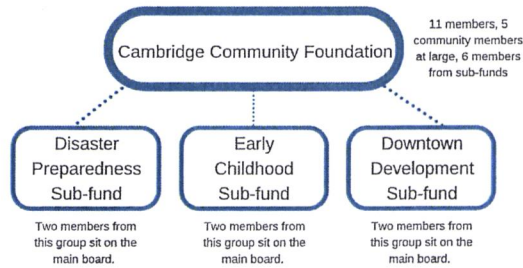 Cambridge Community Foundation
11 members, 5
community members
at large, 6 members
from sub-funds
Disaster
Preparedness
Sub-fund
Early
Childhood
Sub-fund
Downtown
Development
Sub-fund
Two members from
this group sit on the
main board.
Two members from
this group sit on the
main board.
Two members from
this group sit on the
main board.